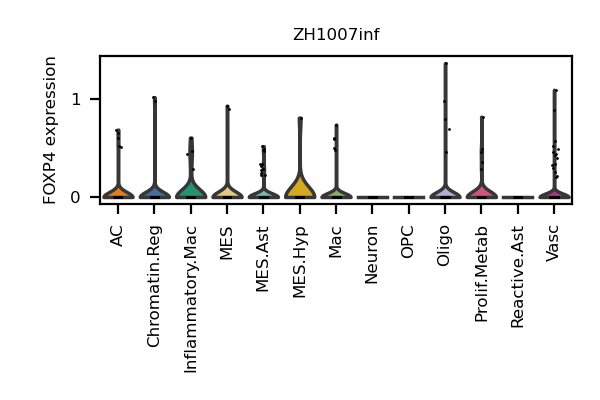 ZH1007inf
FOXP4 expression
1
0
AC
Chromatin.Reg
Inflammatory.Mac
MES
MES.Ast
MES.Hyp
Mac
Neuron
OPC
Oligo
Prolif.Metab
Reactive.Ast
Vasc